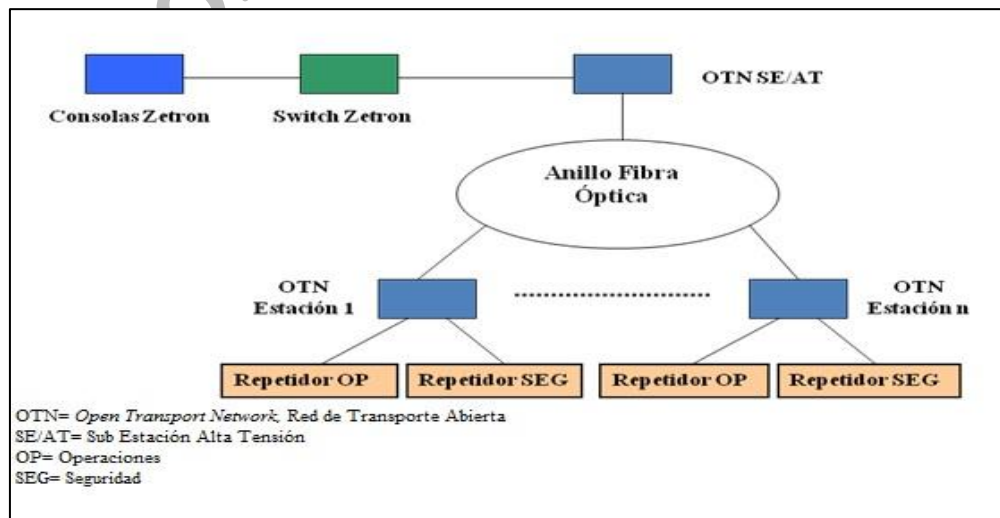 OTN SE/AT
Consolas Zetron
Switch Zetron
Anillo Fibra
Óptica
OTN
Estación 1
OTN
Estación n
Repetidor OP
Repetidor SEG
Repetidor OP
Repetidor SEG
OTN= Open Transport Network, Red de Transporte Abierta
SE/AT= Sub Estación Alta Tensión
OP= Operaciones
SEG= Seguridad